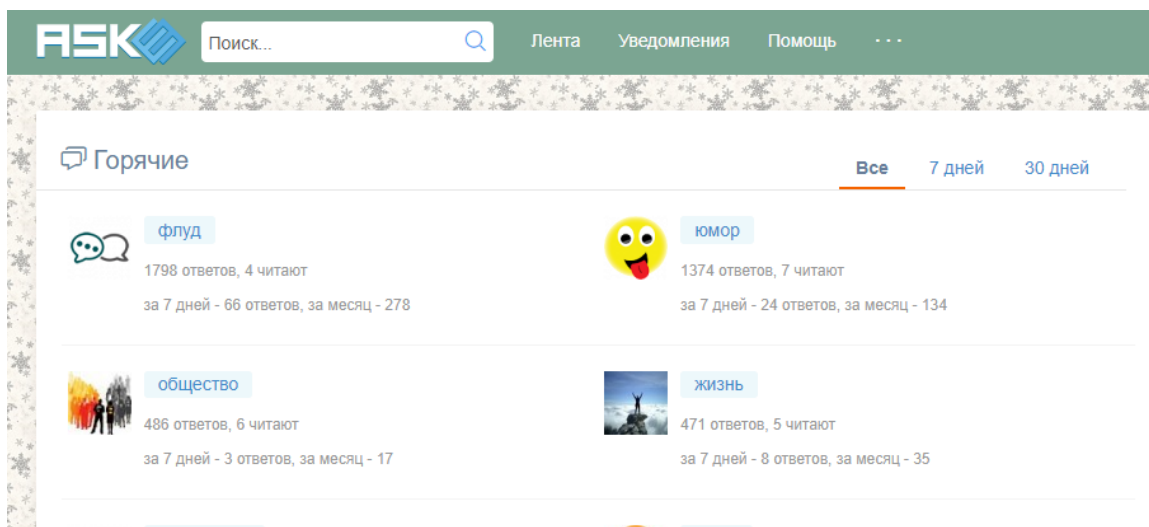 ASK
Поиск...
Лента Уведомления Помощь ...
Горячие
Все 7 дней 30 дней
флуд
1798 ответов, 4 читают
за 7 дней - 66 ответов, за месяц - 278
юмор
1374 ответов, 7 читают
за 7 дней - 24 ответов, за месяц - 134
общество
486 ответов, 6 читают
за 7 дней - 3 ответов, за месяц - 17
жизнь
471 ответов, 5 читают
за 7 дней - 8 ответов, за месяц - 35